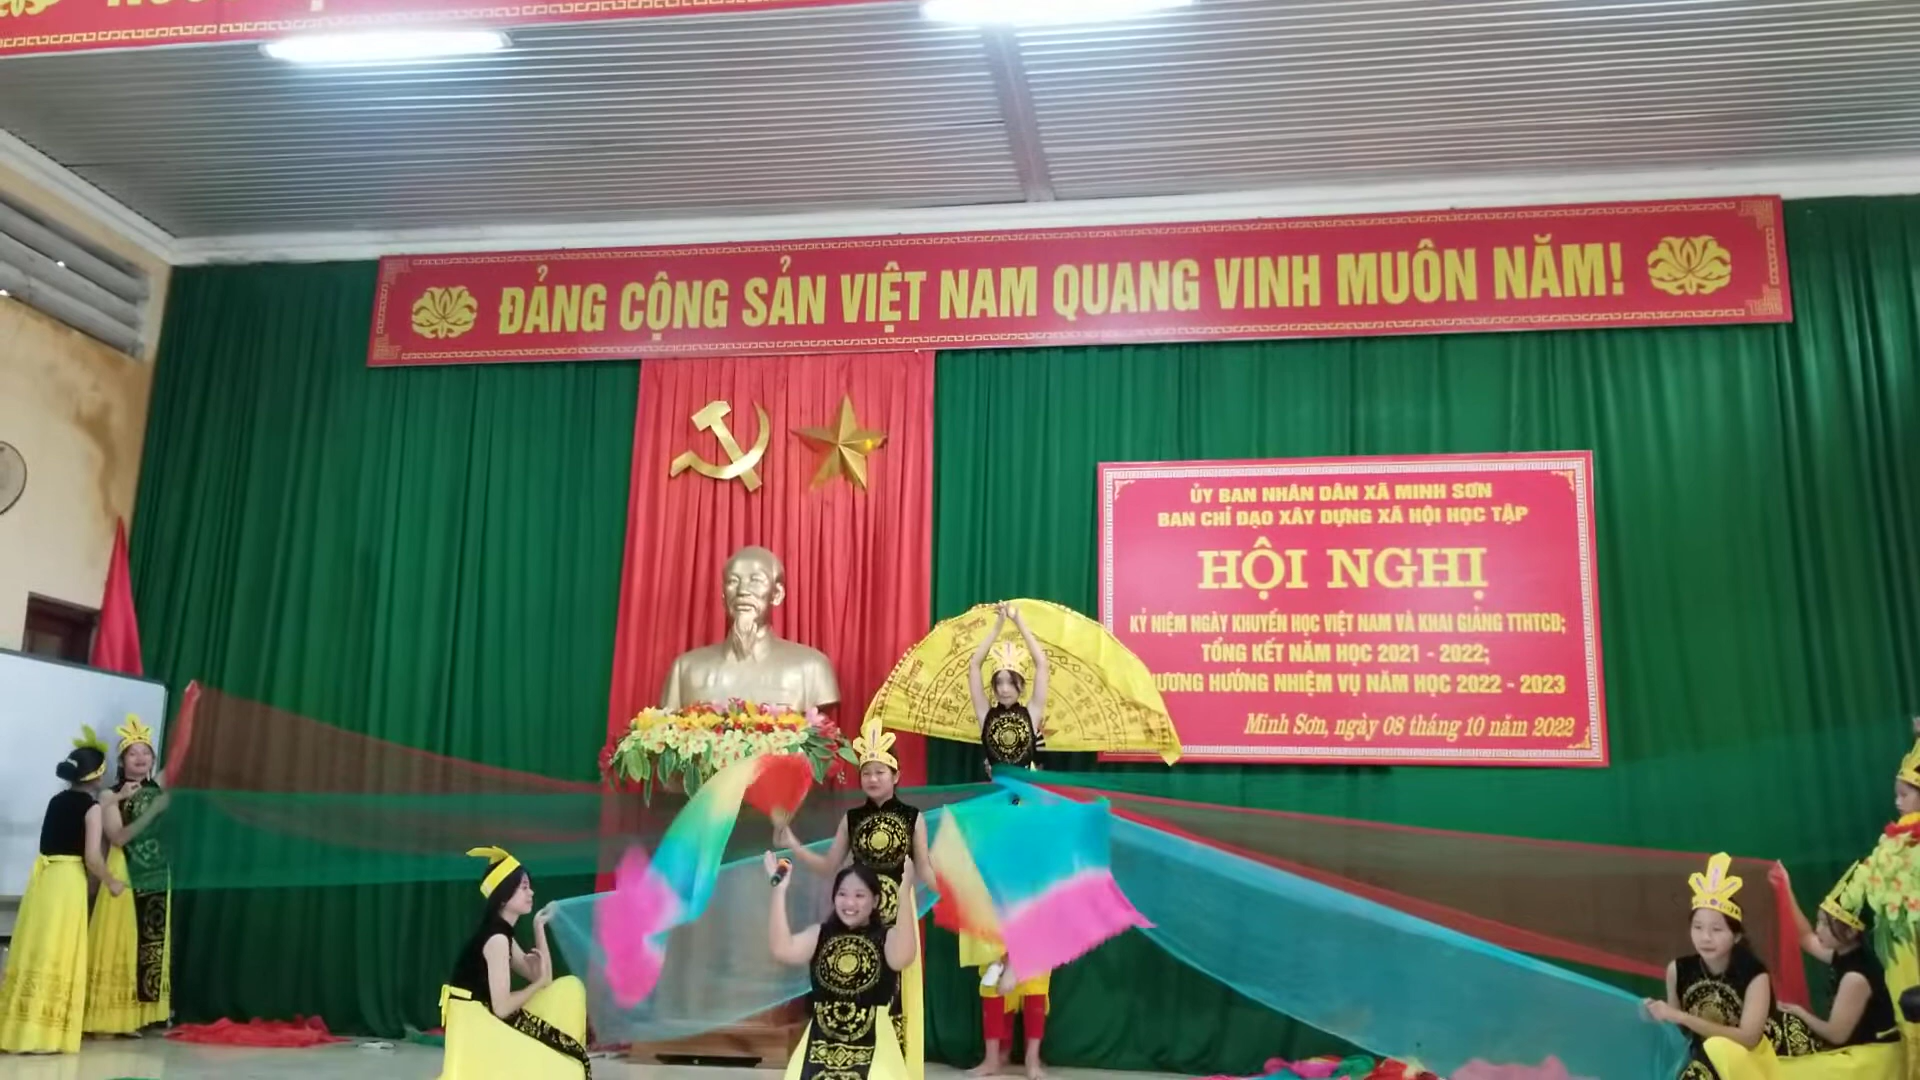 ĐẢNG CỘNG SẢN VIỆT NAM QUANG VINH MUÔN NĂM!
ỦY BAN NHÂN DÂN XÃ MINH SƠN
BAN CHỈ ĐẠO XÂY DỰNG XÃ HỘI HỌC TẬP
HỘI NGHỊ
KỶ NIỆM NGÀY KHUYẾN HỌC VIỆT NAM VÀ KHAI GIẢNG TTHTCĐ;
TỔNG KẾT NĂM HỌC 2021 - 2022;
HƯỚNG NHIỆM VỤ NĂM HỌC 2022 - 2023
Minh Sơn, ngày 08 tháng 10 năm 2022